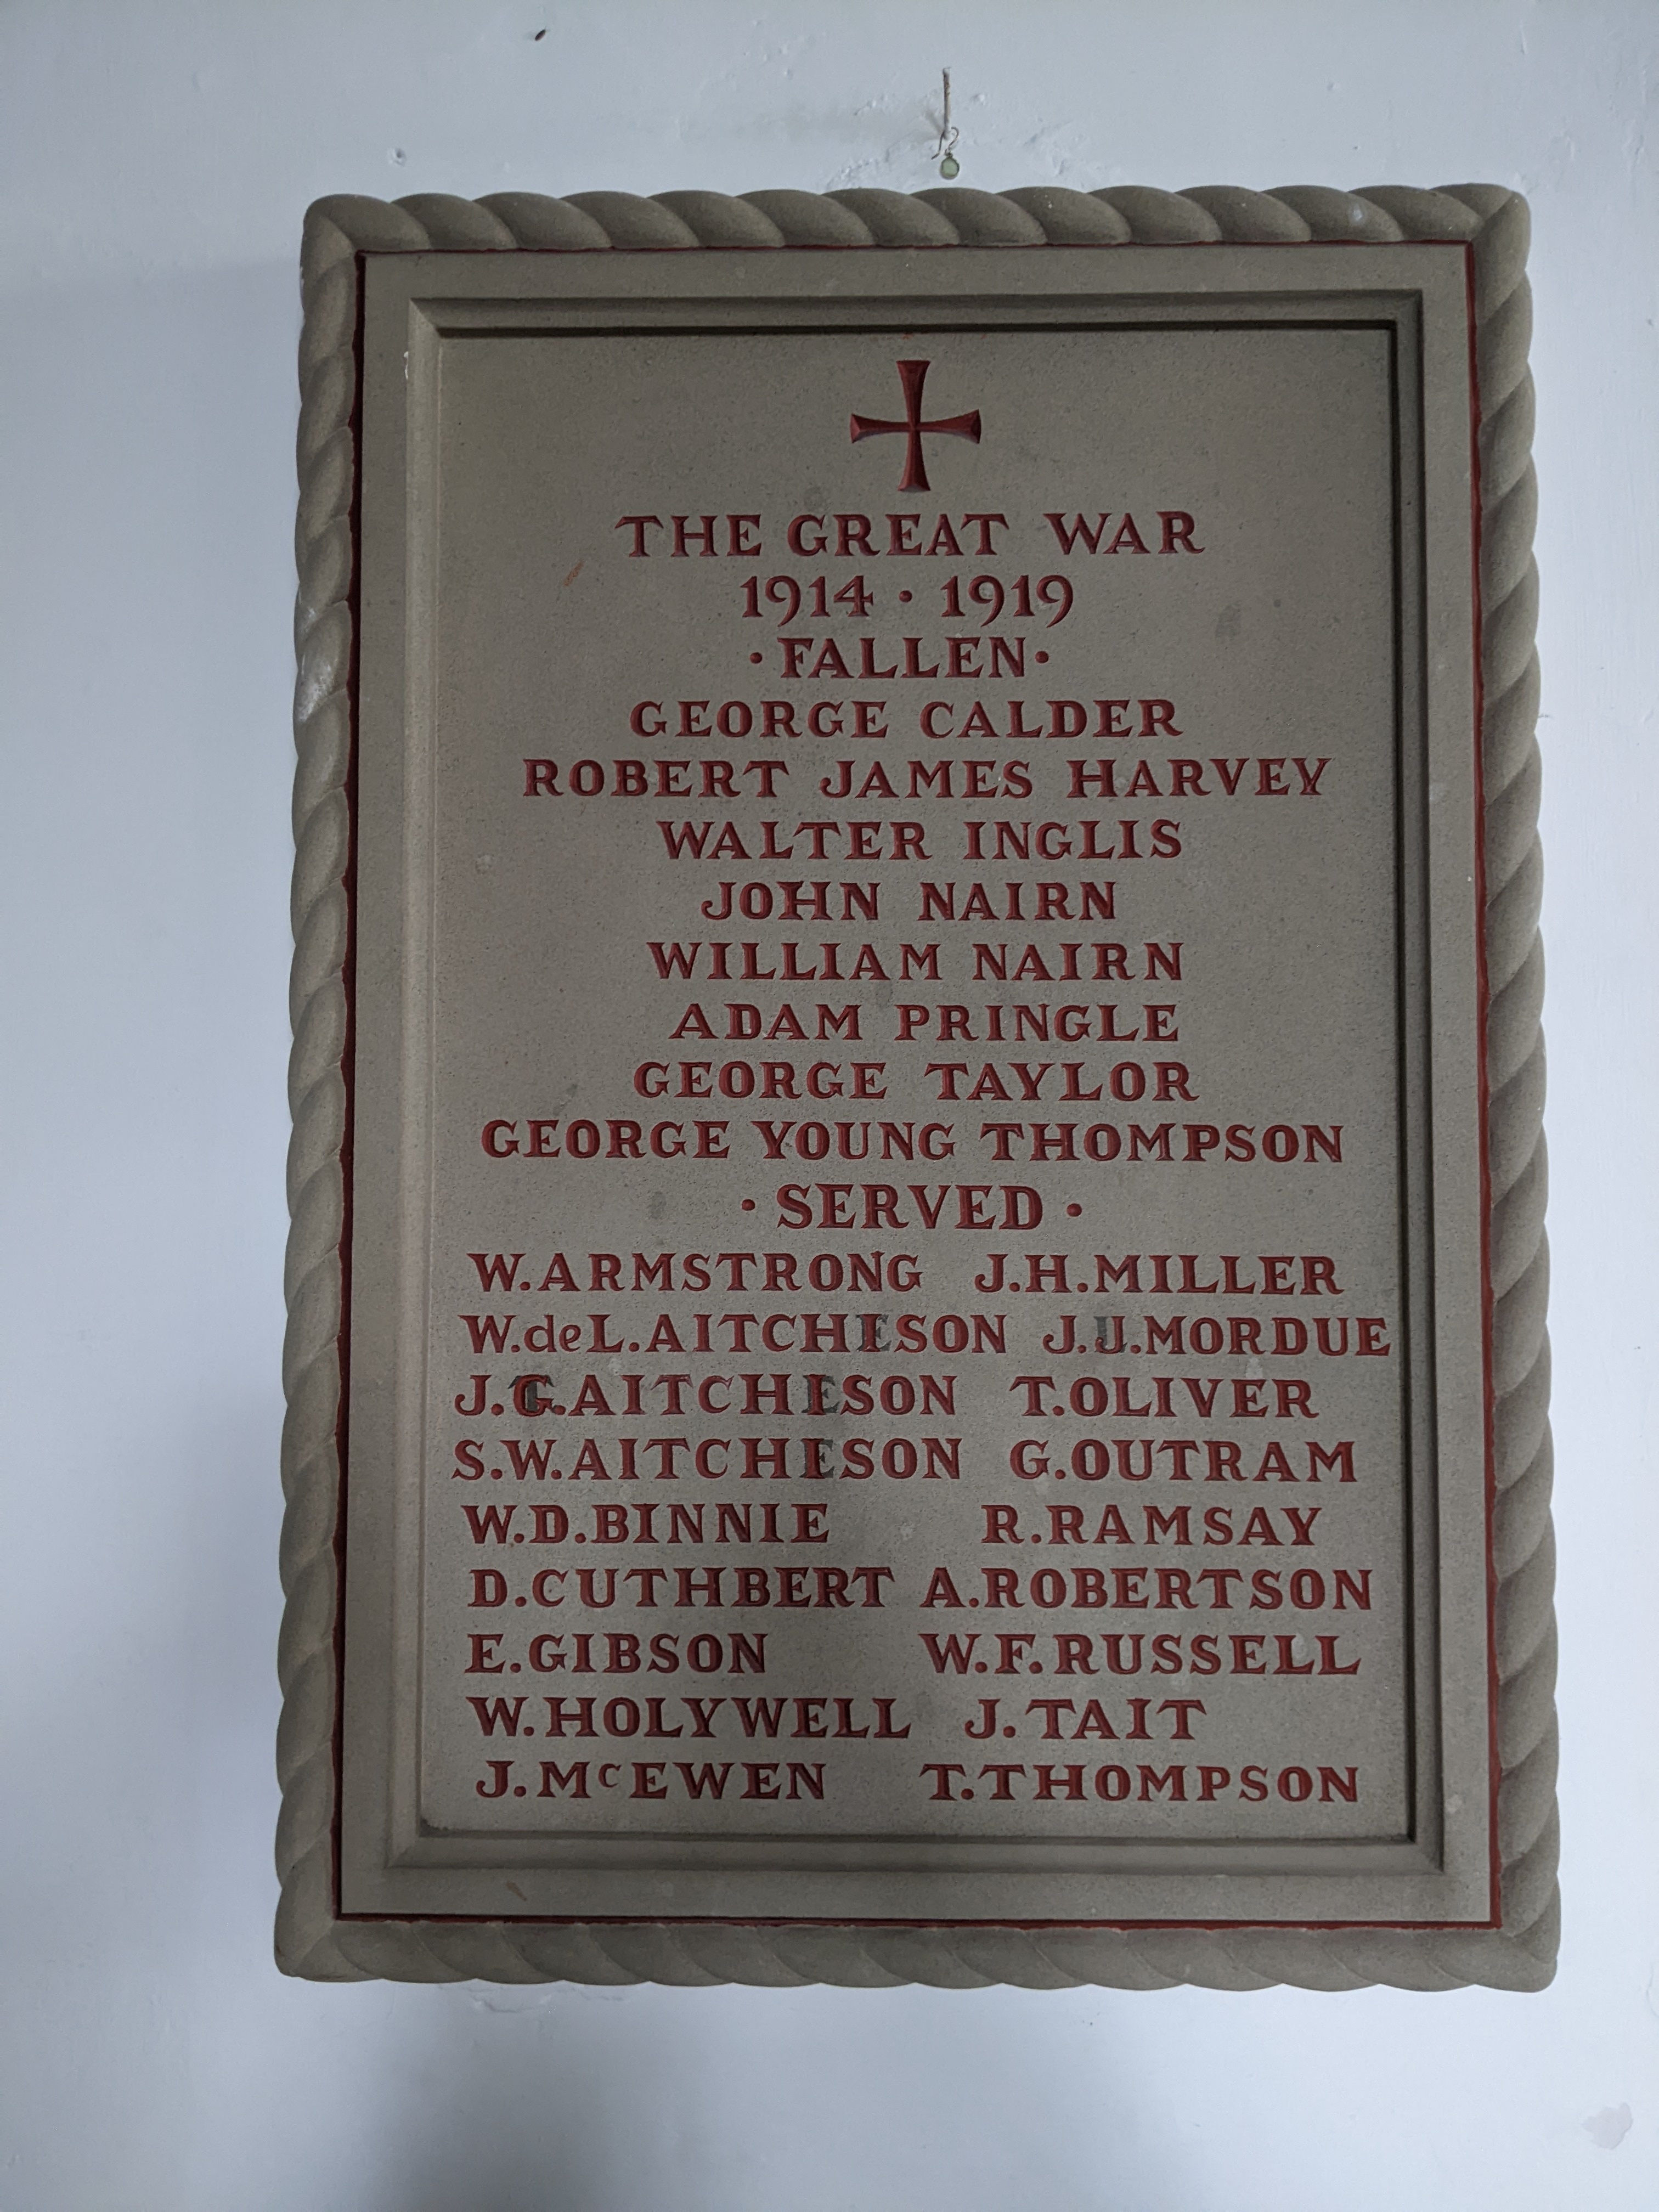 THE GREAT WAR
1914 · 1919
· FALLEN ·
GEORGE CALDER
ROBERT JAMES HARVEY
WALTER INGLIS
JOHN NAIRN
WILLIAM NAIRN
ADAM PRINGLE
GEORGE TAYLOR
GEORGE YOUNG THOMPSON
· SERVED ·
W.ARMSTRONG J.H.MILLER
W.deL.AITCHISON J.J.MORDUE
J.G.AITCHISON T.OLIVER
S.W.AITCHISON G.OUTRAM
W.D.BINNIE R.RAMSAY
D.CUTHBERT A.ROBERTSON
E.GIBSON W.F.RUSSELL
W.HOLYWELL J.TAIT
J.McEWEN T.THOMPSON